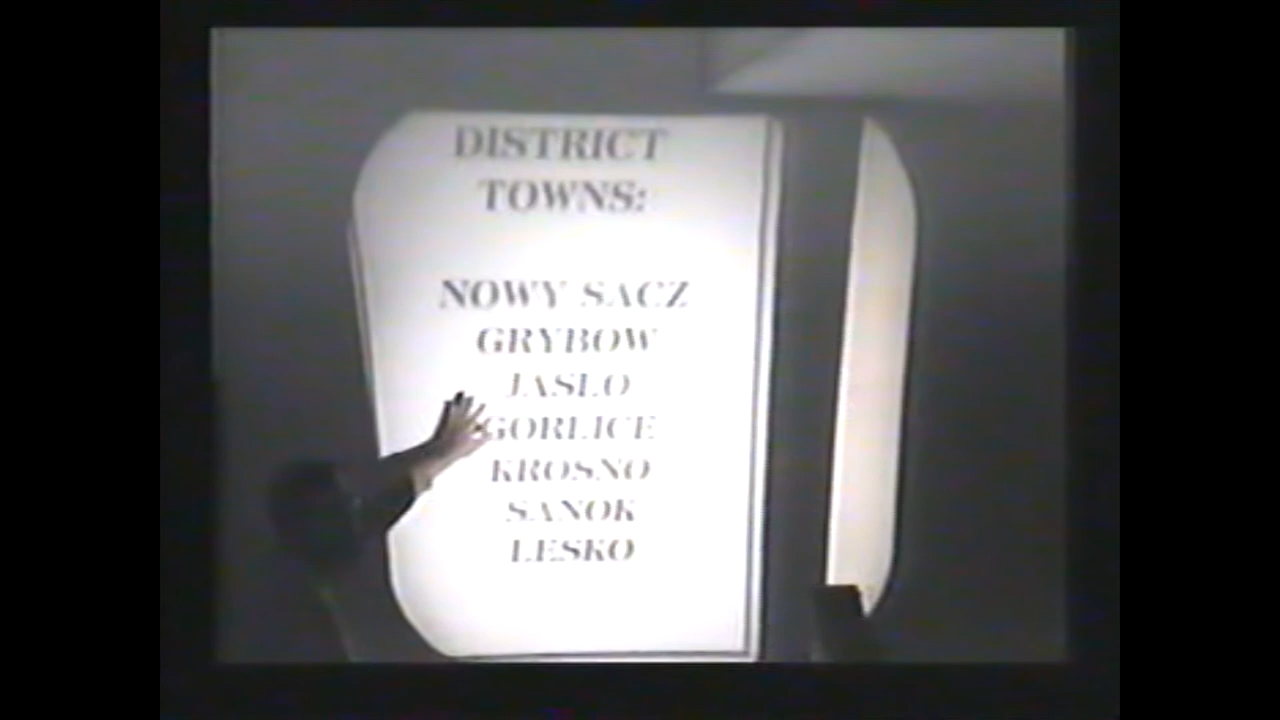 DISTRICT
TOWNS:
NOWY SACZ
GRYBOW
JASLO
GORLICE
KROSNO
SANOK
LESKO